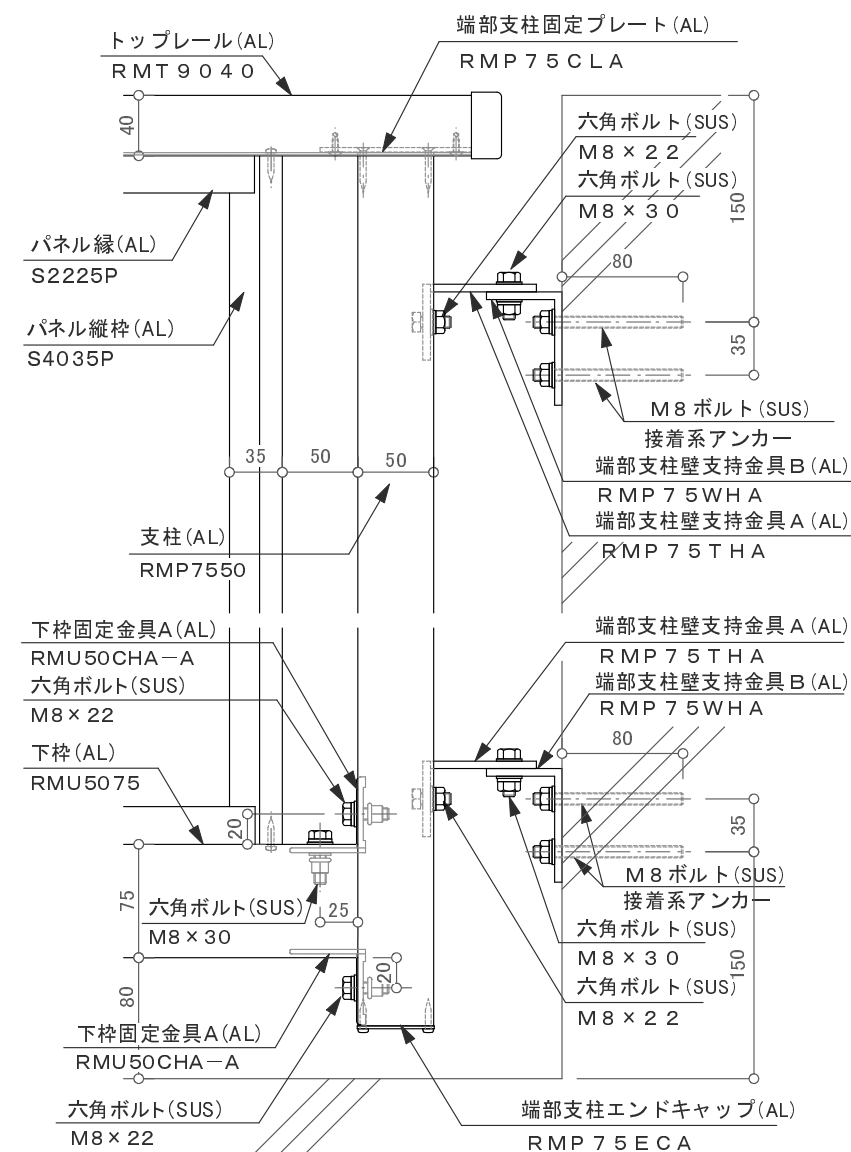 トップレール(AL)
RMT9040
端部支柱固定プレート(AL)
RMP75CLA
40
六角ボルト(SUS)
M8×22
六角ボルト(SUS)
M8×30
150
パネル縁(AL)
S2225P
80
パネル縦枠(AL)
S4035P
35
M8ボルト(SUS)
接着系アンカー
35
50
50
端部支柱壁支持金具B(AL)
RMP75WHA
端部支柱壁支持金具A(AL)
RMP75THA
支柱(AL)
RMP7550
下枠固定金具A(AL)
RMU50CHA－A
端部支柱壁支持金具A(AL)
RMP75THA
六角ボルト(SUS)
M8×22
端部支柱壁支持金具B(AL)
RMP75WHA
下枠(AL)
RMU5075
80
20
35
M8ボルト(SUS)
接着系アンカー
75
六角ボルト(SUS)
M8×30
25
六角ボルト(SUS)
M8×30
150
20
80
六角ボルト(SUS)
M8×22
下枠固定金具A(AL)
RMU50CHA－A
六角ボルト(SUS)
M8×22
端部支柱エンドキャップ(AL)
RMP75ECA